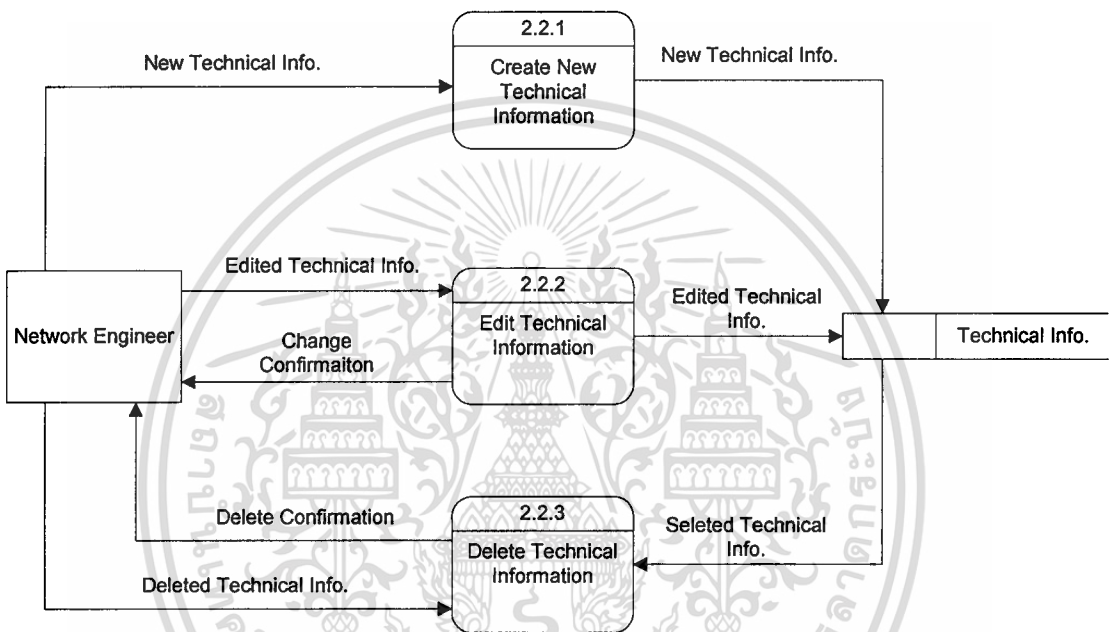 2.2.1
New Technical Info.
Create New
Technical
Information
New Technical Info.
Edited Technical Info.
2.2.2
Edit Technical
Information
Edited Technical
Info.
Network Engineer
Change
Confirmaiton
Technical Info.
Delete Confirmation
2.2.3
Delete Technical
Information
Seleted Technical
Info.
Deleted Technical Info.